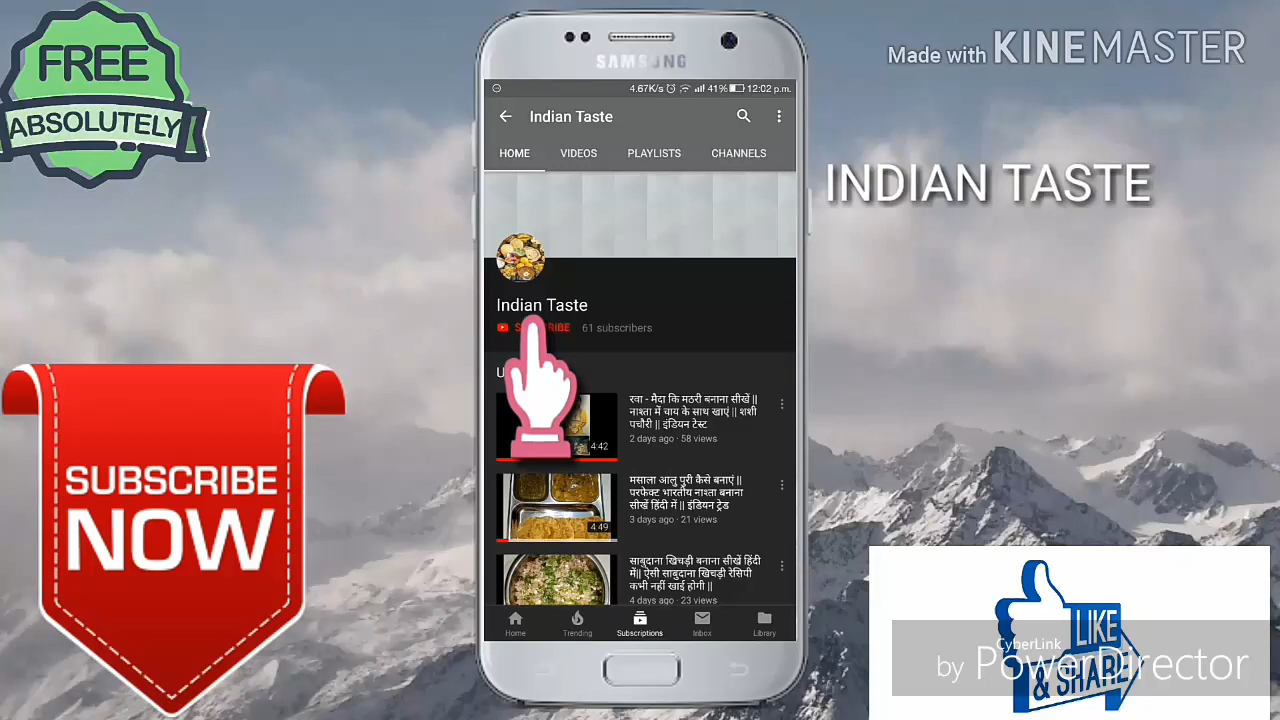 FREE
ABSOLUTELY
Made with KINEMASTER
INDIAN TASTE
SAMSUNG
4.67K/s 41% 12:02 p.m.
Indian Taste
HOME VIDEOS PLAYLISTS CHANNELS
Indian Taste
61 subscribers
रवा - मैदा कि मठरी बनाना सीखें ||
नाश्ता में चाय के साथ खाएं || शशी
पचौरी || इंडियन टेस्ट
2 days ago · 58 views
4:42
मसाला आलु पुरी कैसे बनाएं ||
परफेक्ट भारतीय नाश्ता बनाना
सीखें हिंदी में || इंडियन ट्रेड
3 days ago · 21 views
4:49
साबुदाना खिचड़ी बनाना सीखें हिंदी
में|| ऐसी साबुदाना खिचड़ी रेसिपी
कभी नहीं खाई होगी ||
4 days ago · 23 views
Home Trending Subscriptions Inbox Library
SUBSCRIBE
NOW
LIKE
& SHARE
CyberLink
by PowerDirector